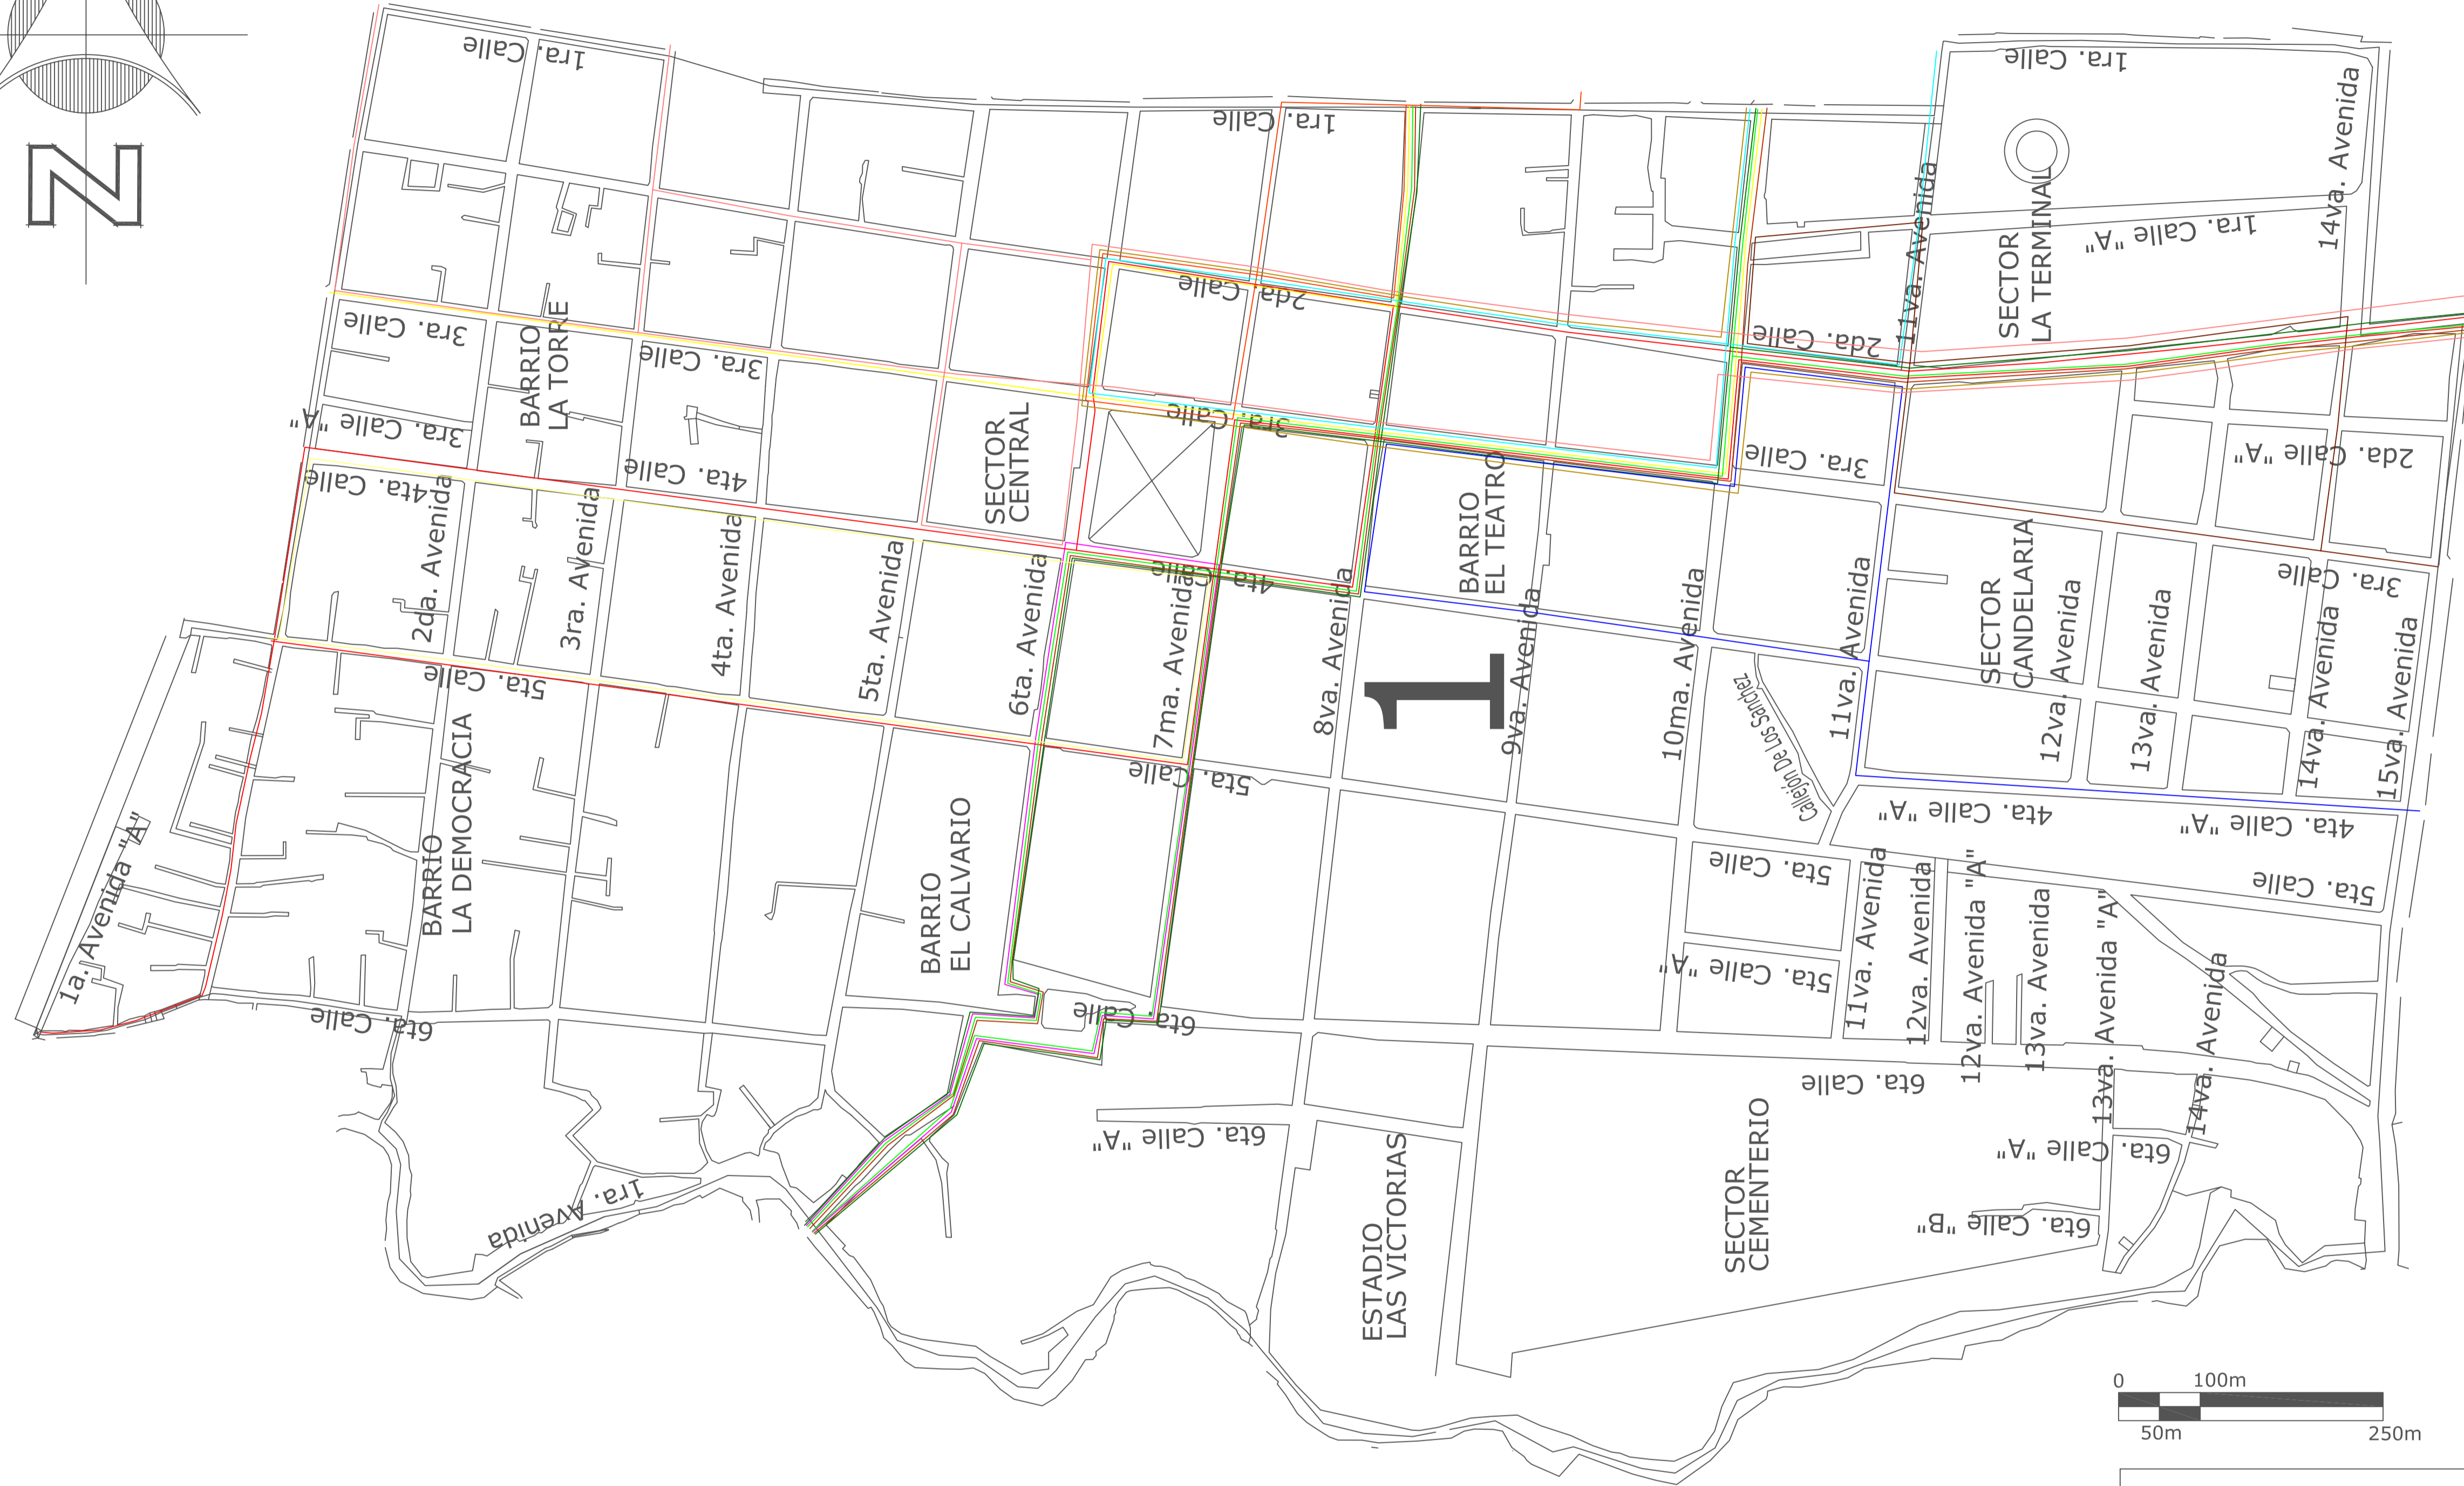 N
1ra. Calle
1ra. Calle
1ra. Calle
14va. Avenida
11va. Avenida
SECTOR
LA TERMINAL
1ra. Calle "A"
2da. Calle
2da. Calle
3ra. Calle
BARRIO
LA TORRE
3ra. Calle
3ra. Calle
3ra. Calle
3ra. Calle "A"
4ta. Calle
4ta. Calle
SECTOR
CENTRAL
2da. Calle "A"
BARRIO
EL TEATRO
2da. Avenida
3ra. Avenida
4ta. Avenida
5ta. Avenida
6ta. Avenida
7ma. Avenida
4ta. Calle
8va. Avenida
9va. Avenida
10ma. Avenida
11va. Avenida
SECTOR
CANDELARIA
12va. Avenida
13va. Avenida
14va. Avenida
15va. Avenida
3ra. Calle
1
Callejón De Los Sanchez
5ta. Calle
5ta. Calle
BARRIO
LA DEMOCRACIA
1a. Avenida "A"
BARRIO
EL CALVARIO
4ta. Calle "A"
4ta. Calle "A"
5ta. Calle
5ta. Calle
5ta. Calle "A"
11va. Avenida
12va. Avenida
12va. Avenida "A"
13va. Avenida
13va. Avenida "A"
14va. Avenida
6ta. Calle
6ta. Calle
6ta. Calle
6ta. Calle "A"
6ta. Calle "A"
6ta. Calle "B"
1ra. Avenida
ESTADIO
LAS VICTORIAS
SECTOR
CEMENTERIO
0 100m
50m 250m